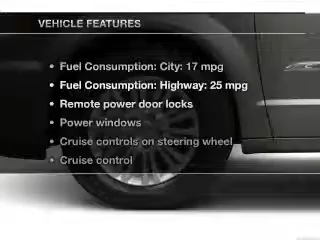 VEHICLE FEATURES
• Fuel Consumption: City: 17 mpg
• Fuel Consumption: Highway: 25 mpg
• Remote power door locks
• Power windows
• Cruise controls on steering wheel
• Cruise control